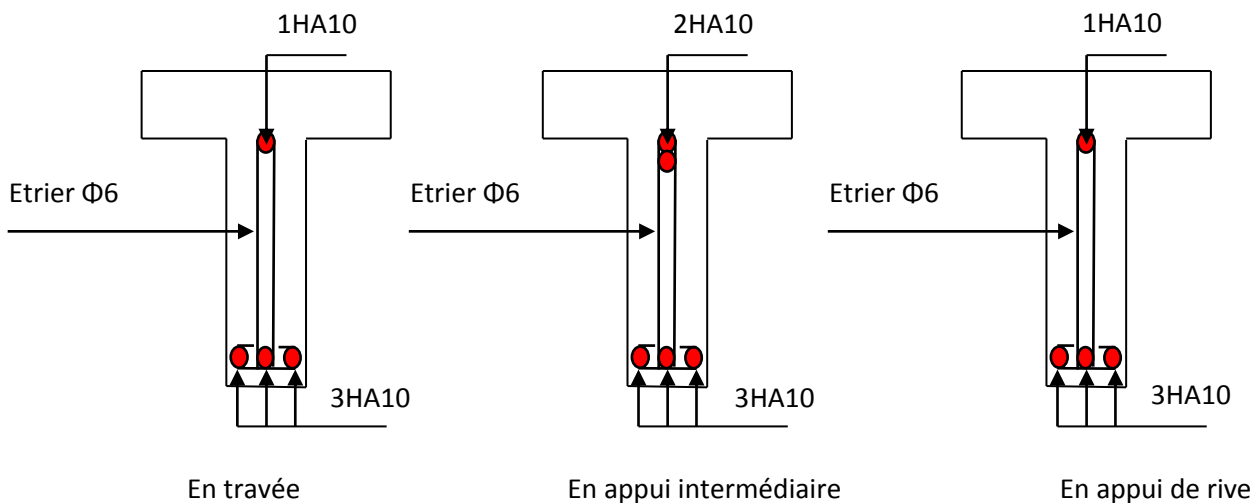 1HA10
2HA10
1HA10
Etrier Φ6
Etrier Φ6
Etrier Φ6
3HA10
3HA10
3HA10
En travée
En appui intermédiaire
En appui de rive